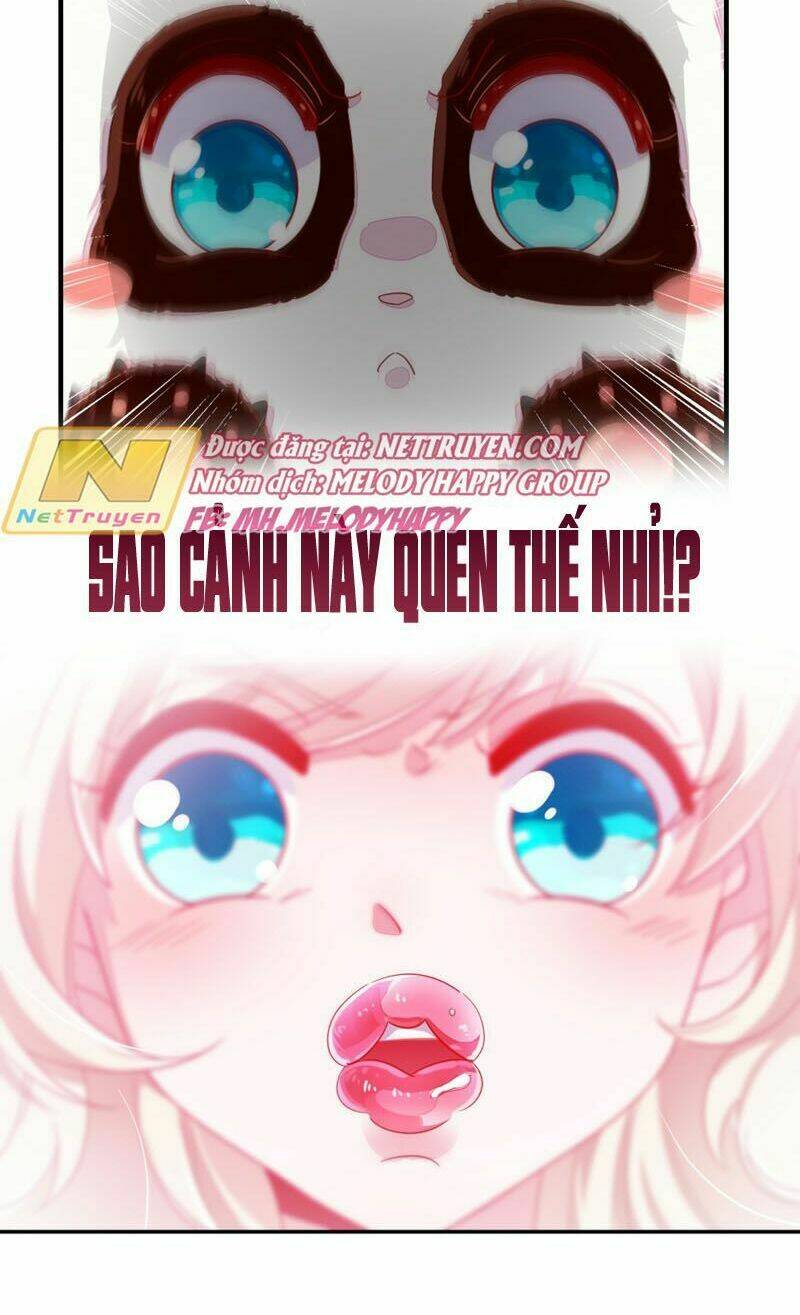 Được đăng tại: NETTRUYEN.COM
Nhóm dịch: MELODY HAPPY GROUP
N
NetTruyen
FB: MH.MELODYHAPPY
SAO CẢNH NÀY QUEN THẾ NHỈ!?